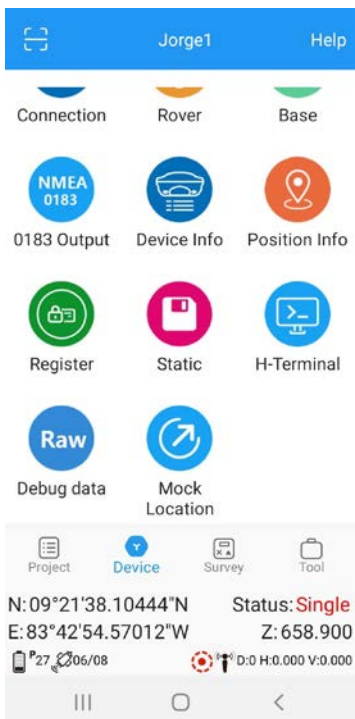 Jorge1 Help
Connection Rover Base
NMEA
0183
0183 Output Device Info Position Info
Register Static H-Terminal
Raw
Debug data Mock
Location
Project Device Survey Tool
N:09°21'38.10444"N Status:Single
E:83°42'54.57012"W Z:658.900
P27 06/08 D:0 H:0.000 V:0.000